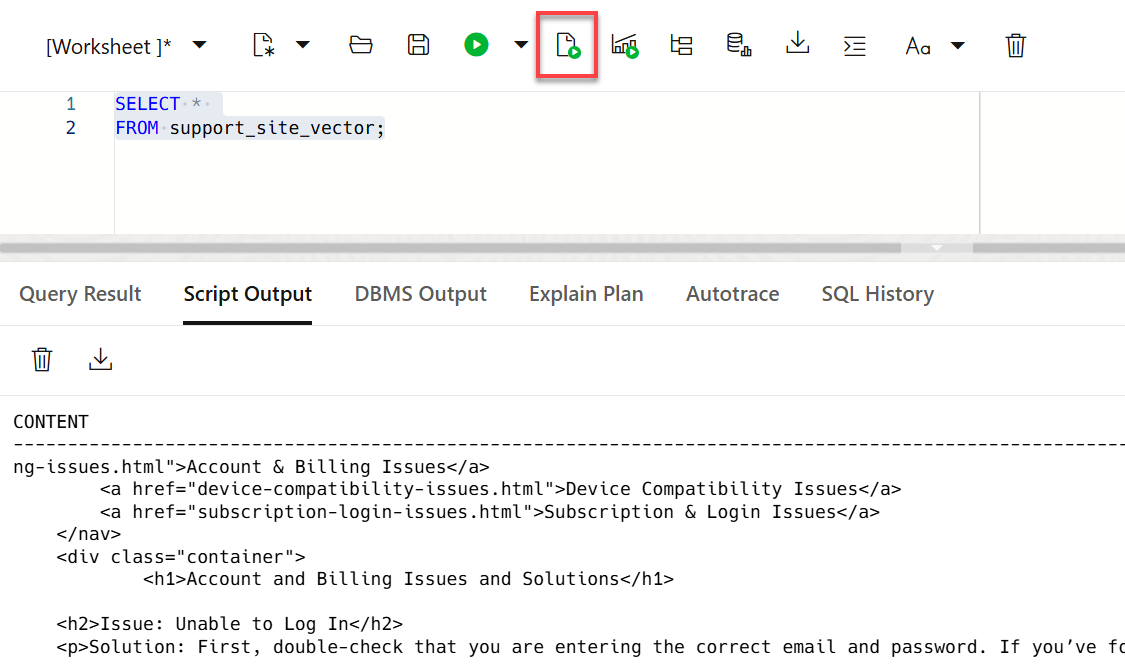 [Worksheet ]*
Aa
1 SELECT *
2 FROM support_site_vector;
Query Result Script Output DBMS Output Explain Plan Autotrace SQL History
CONTENT
--------------------------------------------------------------------------------------------------------
ng-issues.html">Account & Billing Issues</a>
<a href="device-compatibility-issues.html">Device Compatibility Issues</a>
<a href="subscription-login-issues.html">Subscription & Login Issues</a>
</nav>
<div class="container">
<h1>Account and Billing Issues and Solutions</h1>
<h2>Issue: Unable to Log In</h2>
<p>Solution: First, double-check that you are entering the correct email and password. If you’ve fo